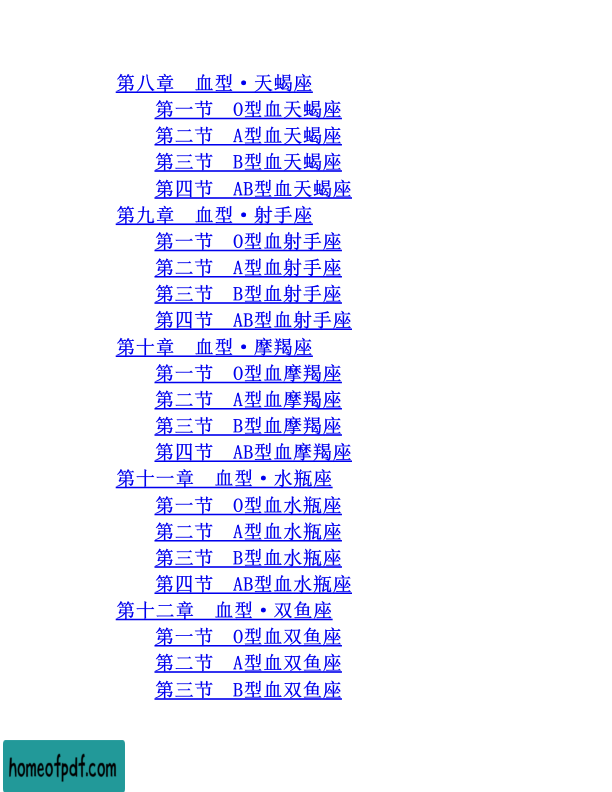 第八章　血型·天蝎座
第一节　O型血天蝎座
第二节　A型血天蝎座
第三节　B型血天蝎座
第四节　AB型血天蝎座
第九章　血型·射手座
第一节　O型血射手座
第二节　A型血射手座
第三节　B型血射手座
第四节　AB型血射手座
第十章　血型·摩羯座
第一节　O型血摩羯座
第二节　A型血摩羯座
第三节　B型血摩羯座
第四节　AB型血摩羯座
第十一章　血型·水瓶座
第一节　O型血水瓶座
第二节　A型血水瓶座
第三节　B型血水瓶座
第四节　AB型血水瓶座
第十二章　血型·双鱼座
第一节　O型血双鱼座
第二节　A型血双鱼座
第三节　B型血双鱼座
homeofpdf.com